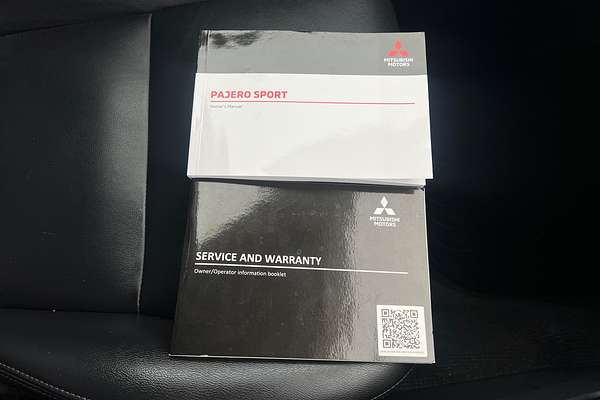 MITSUBISHI
MOTORS
PAJERO SPORT
Owner's Manual
MITSUBISHI
MOTORS
SERVICE AND WARRANTY
Owner/Operator information booklet